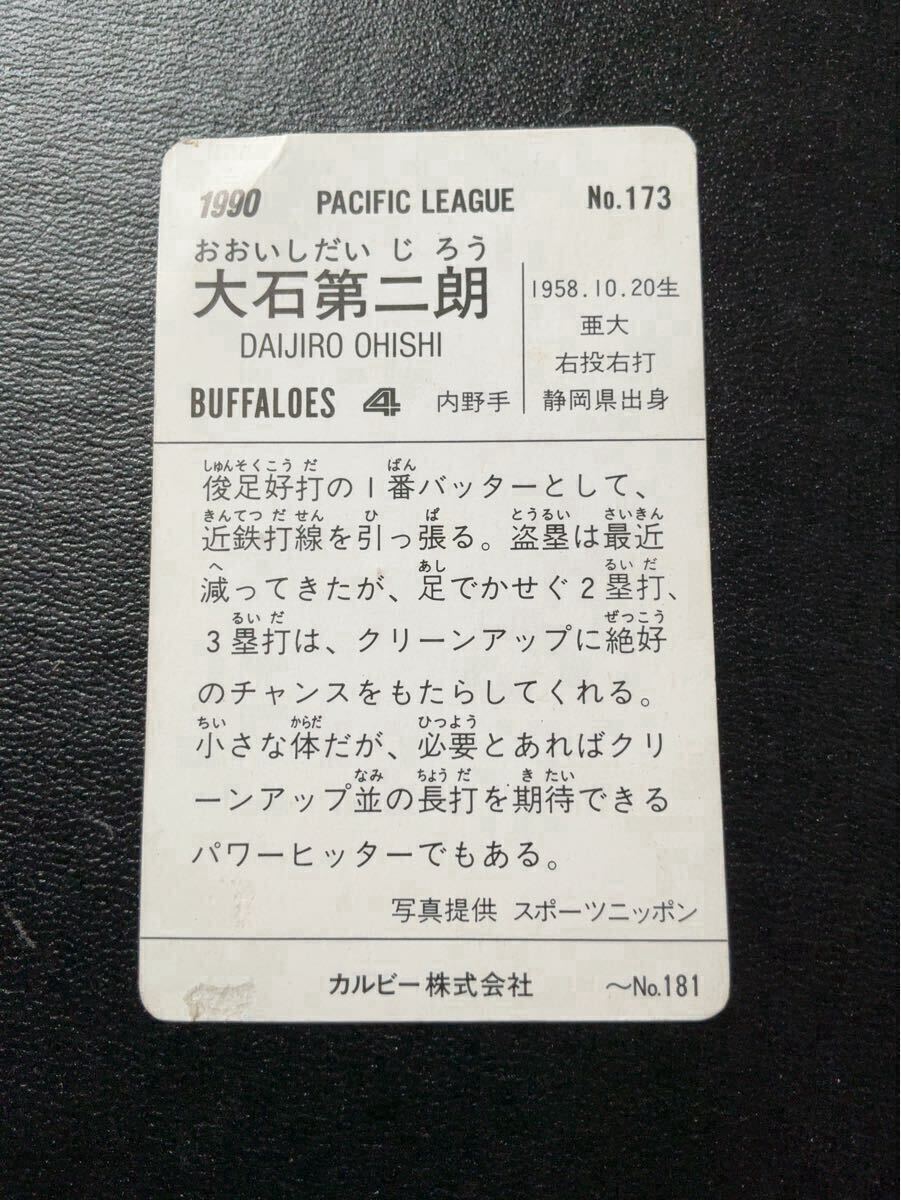 1990 PACIFIC LEAGUE No.173
おおいしだいじろう
大石第二朗
DAIJIRO OHISHI
BUFFALOES 4 内野手
1958.10.20生
亜大
右投右打
静岡県出身
しゅんそくこうだ ばん
俊足好打の1番バッターとして、
きんてつだせん ひ ぱ とうるい さいきん
近鉄打線を引っ張る。盗塁は最近
へ あし るいだ
減ってきたが、足でかせぐ2塁打、
るいだ ぜっこう
3塁打は、クリーンアップに絶好
のチャンスをもたらしてくれる。
ちい からだ ひつよう
小さな体だが、必要とあればクリ
なみ ちょうだ きたい
ーンアップ並の長打を期待できる
パワーヒッターでもある。
写真提供 スポーツニッポン
カルビー株式会社 〜No.181